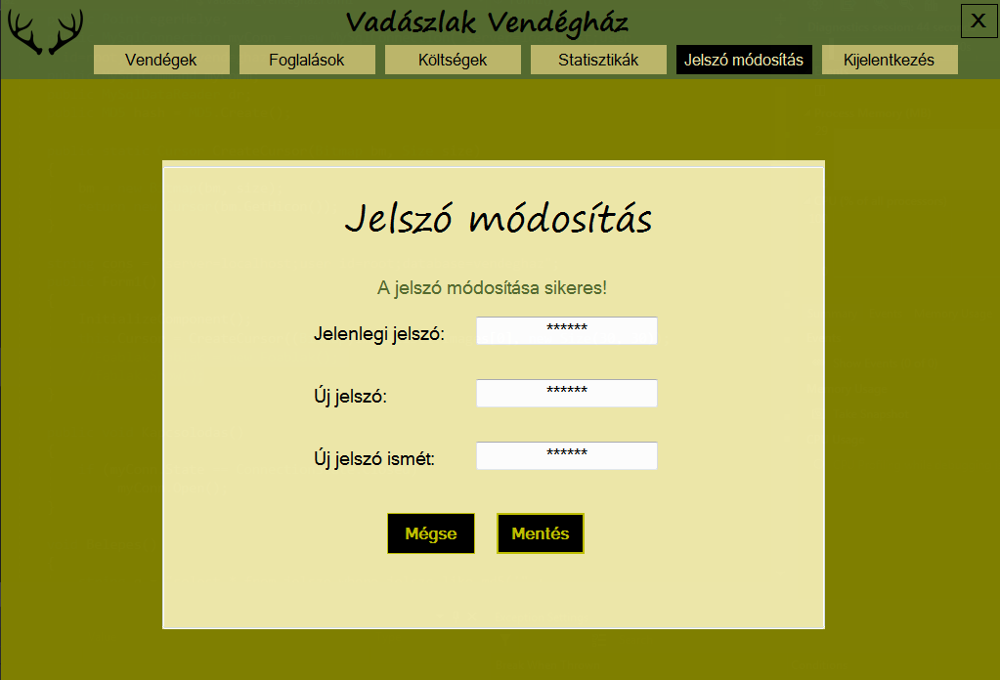 Vadászlak Vendégház
X
Vendégek Foglalások Költségek Statisztikák Jelszó módosítás Kijelentkezés
Jelszó módosítás
A jelszó módosítása sikeres!
Jelenlegi jelszó: ******
Új jelszó: ******
Új jelszó ismét: ******
Mégse Mentés